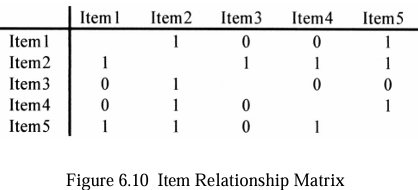 Item1 Item2 Item3 Item4 Item5
Item1 1 0 0 1
Item2 1 1 1 1
Item3 0 1 0 0
Item4 0 1 0 1
Item5 1 1 0 1
Figure 6.10 Item Relationship Matrix